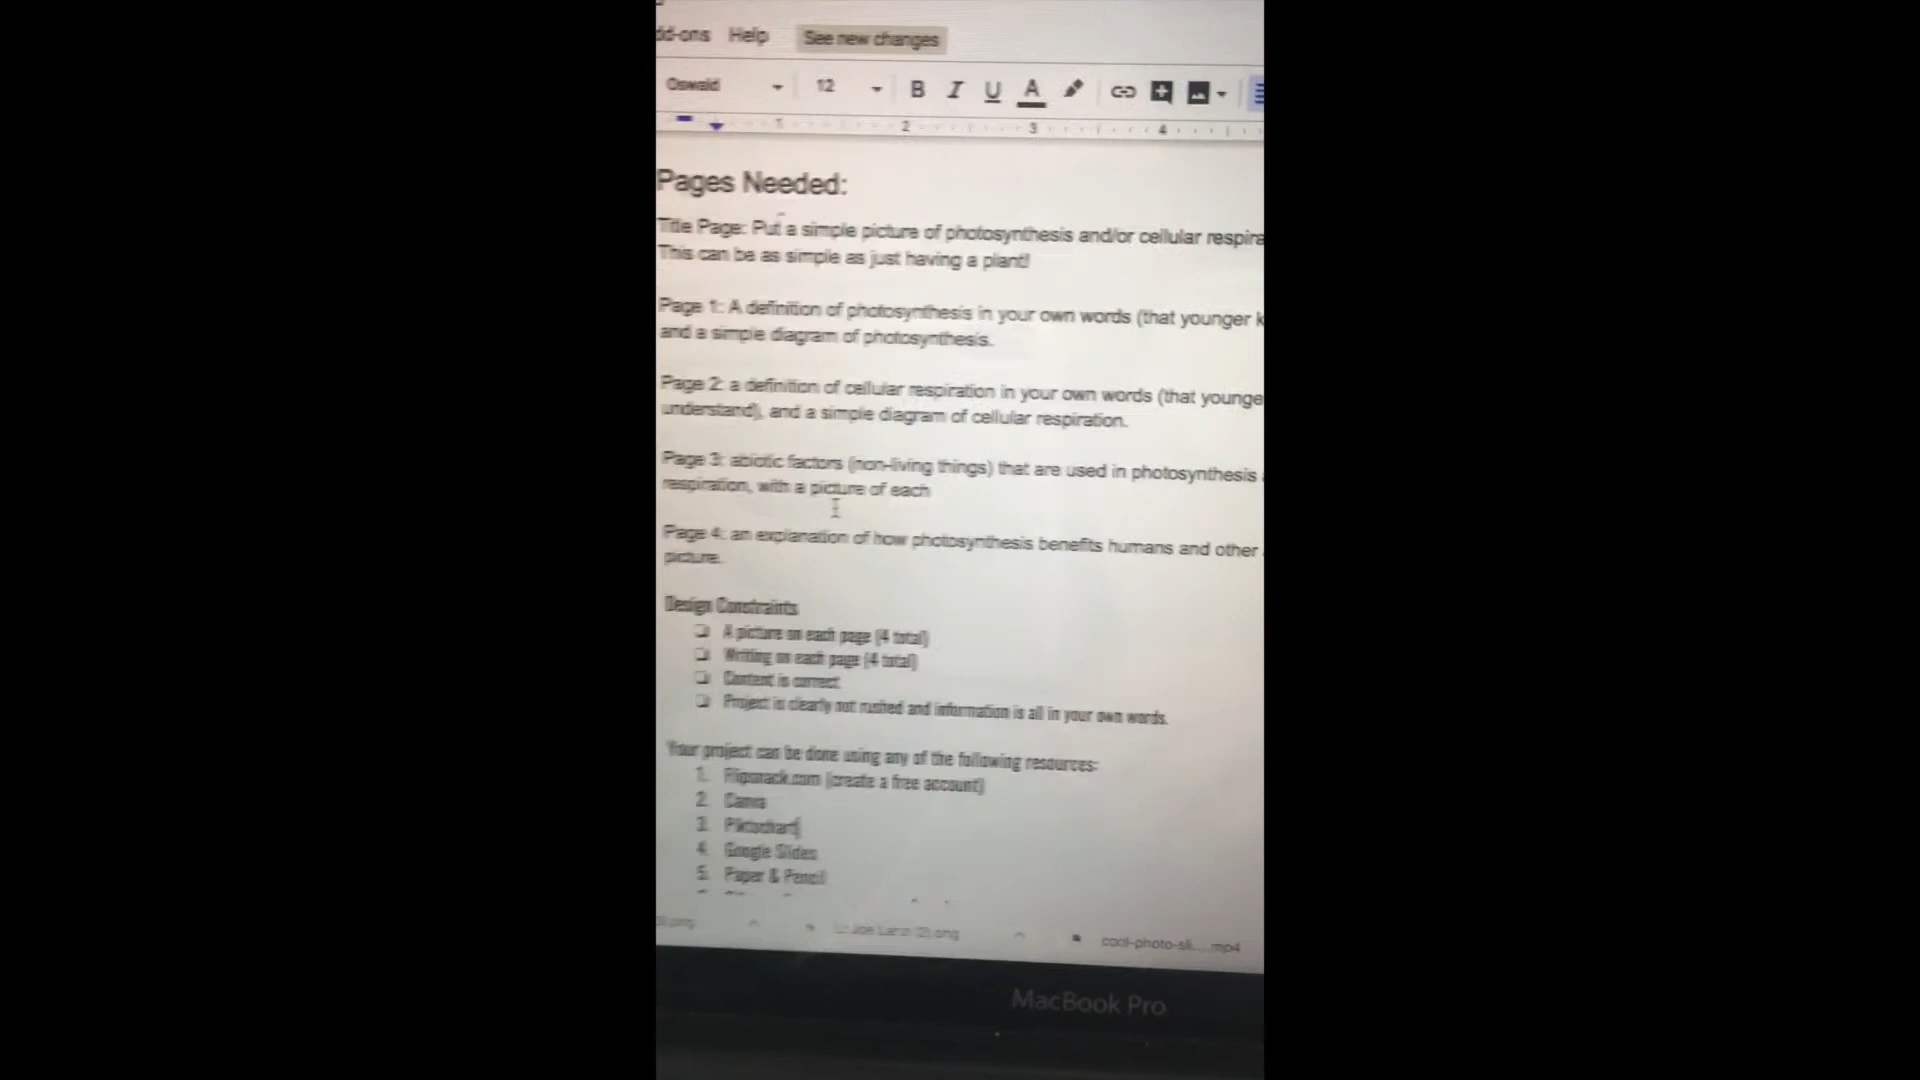 Help See new changes
Oswald 12 B I U A
1 2 3 4
Pages Needed:
Title Page: Put a simple picture of photosynthesis and/or cellular respira
This can be as simple as just having a plant!
Page 1: A definition of photosynthesis in your own words (that younger k
and a simple diagram of photosynthesis.
Page 2: a definition of cellular respiration in your own words (that younge
understand), and a simple diagram of cellular respiration.
Page 3: abiotic factors (non-living things) that are used in photosynthesis
respiration, with a picture of each
Page 4: an explanation of how photosynthesis benefits humans and other
picture.
Design Constraints
A picture on each page (4 total)
Writing on each page (4 total)
Content is correct.
Project is clearly not rushed and information is all in your own words.
Your project can be done using any of the following resources:
1. Flipsnack.com (create a free account)
2. Canva
3. Piktochart
4. Google Slides
5. Paper & Pencil
cool-photo-sli....mp4
MacBook Pro